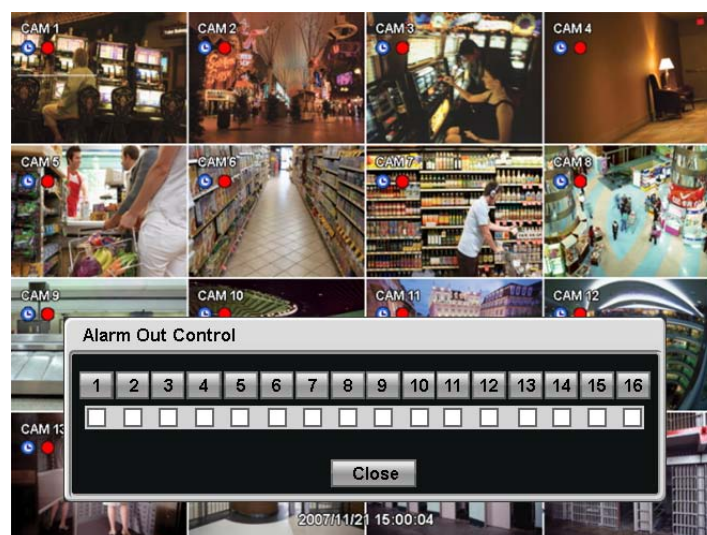 CAM 1
CAM 2
CAM 3
CAM 4
CAM 5
CAM 6
CAM 7
CAM 8
CAM 9
CAM 10
CAM 11
CAM 12
Alarm Out Control
1 2 3 4 5 6 7 8 9 10 11 12 13 14 15 16
CAM 13
Close
2007/11/21 15:00:04